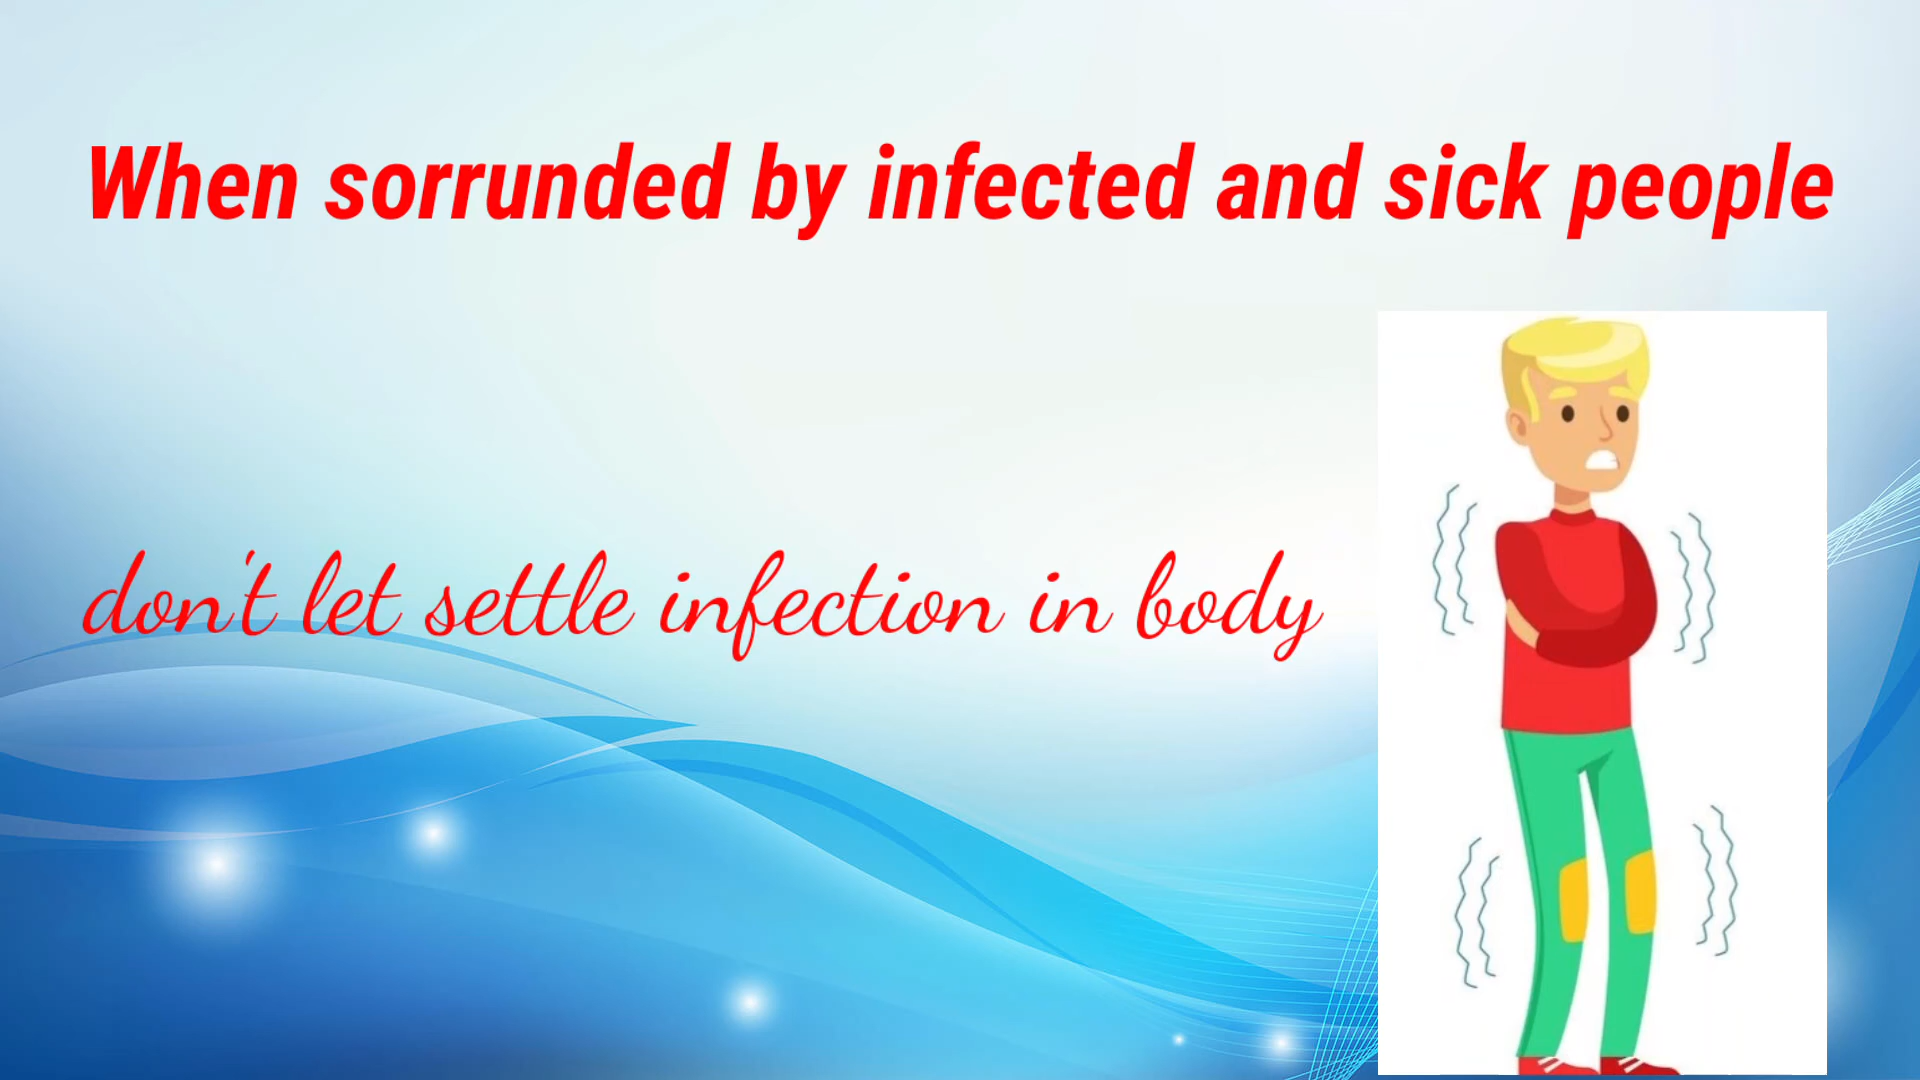 When sorrunded by infected and sick people
don't let settle infection in body